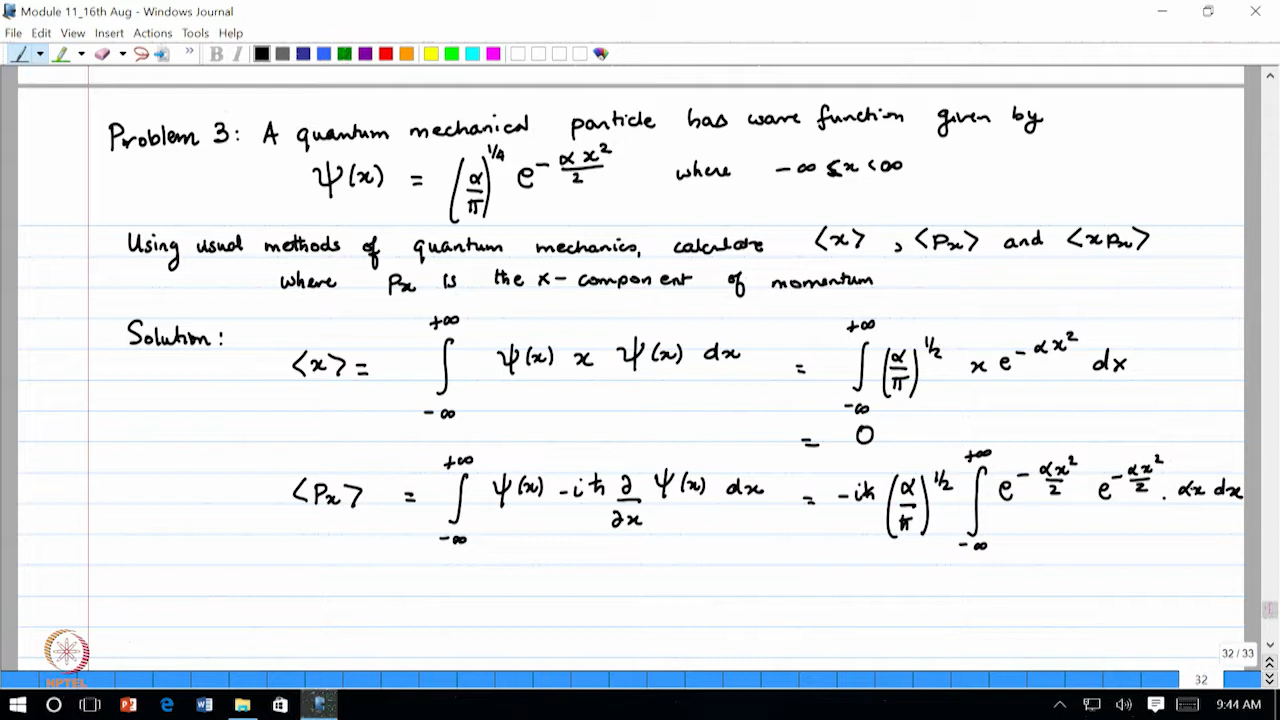 Module 11_16th Aug - Windows Journal
File Edit View Insert Actions Tools Help
B I
Problem 3: A quantum mechanical particle has wave function given by
Ψ(x) = (α/π)^1/4 e^-αx²/2 where -∞ ≤ x < ∞
Using usual methods of quantum mechanics, calculate ⟨x⟩, ⟨Px⟩ and ⟨xPx⟩
where Px is the x-component of momentum
Solution:
⟨x⟩ = ∫_-∞^+∞ Ψ(x) x Ψ(x) dx = ∫_-∞^+∞ (α/π)^1/2 x e^-αx² dx
= 0
⟨Px⟩ = ∫_-∞^+∞ Ψ(x) -iħ ∂/∂x Ψ(x) dx = -iħ (α/π)^1/2 ∫_-∞^+∞ e^-αx²/2 e^-αx²/2 . αx dx
NPTEL
32 / 33
32
9:44 AM